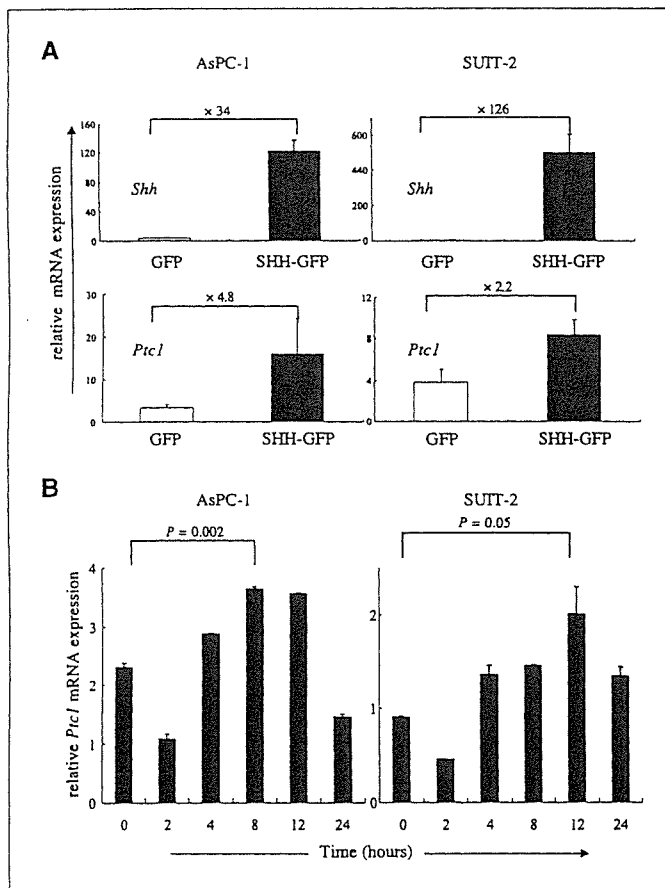 A
AsPC-1 SUIT-2
× 34 × 126
160
120
80
40
0
Shh
GFP SHH-GFP
600
440
200
0
Shh
GFP SHH-GFP
relative mRNA expression
× 4.8 × 2.2
30
20
10
0
Ptc1
GFP SHH-GFP
12
8
4
0
Ptc1
GFP SHH-GFP
B
AsPC-1 SUIT-2
P = 0.002 P = 0.05
relative Ptc1 mRNA expression
4
3
2
1
0
0 2 4 8 12 24
2
1
0
0 2 4 8 12 24
Time (hours)